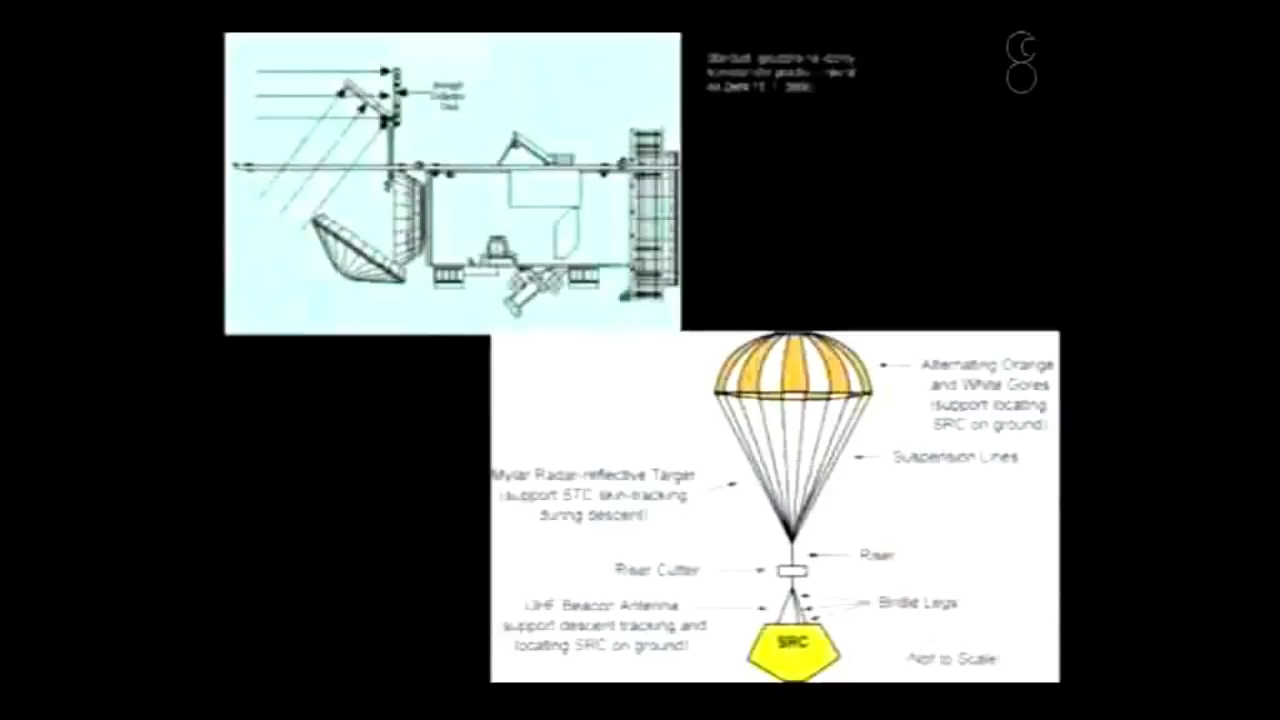 Alternating Orange
and White Gores
(support locating
SRC on ground)
Suspension Lines
Mylar Radar-reflective Target
(support STC skin-tracking
during descent)
Riser
Riser Cutter
Bridle Legs
UHF Beacon Antenna
support descent tracking and
locating SRC on ground)
SRC
Not to Scale